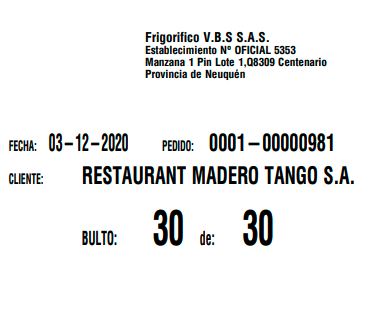 Frigorifico V.B.S S.A.S.
Establecimiento Nº OFICIAL 5353
Manzana 1 Pin Lote 1,Q8309 Centenario
Provincia de Neuquén
FECHA: 03-12-2020 PEDIDO: 0001-00000981
CLIENTE: RESTAURANT MADERO TANGO S.A.
BULTO: 30 de: 30